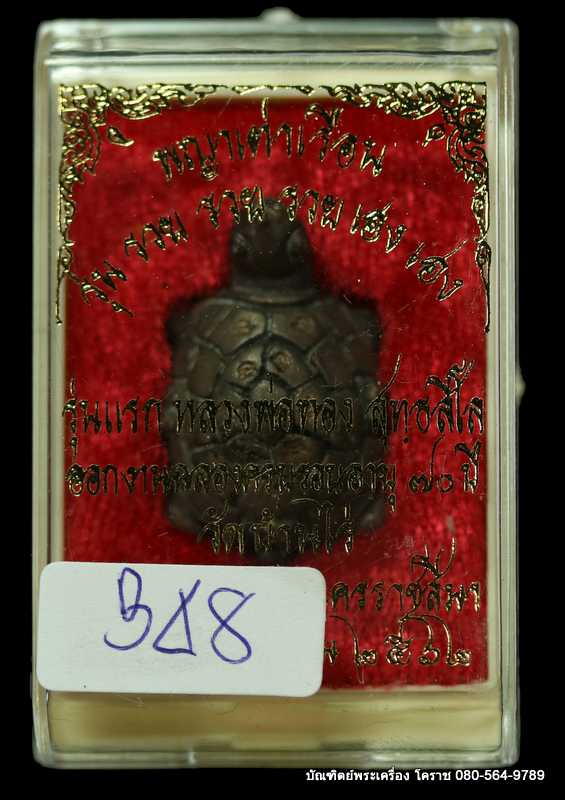 พญาเต่าเรือน
รุ่น รวย รวย รวย เฮง เฮง
รุ่นแรก หลวงพ่อทอง สุทฺธสีโล
ออกงานฉลองครบรอบอายุ ๗๐ ปี
วัดบ้านไร่
ครราชสีมา
๒๕๖๒
348
บัณฑิตย์พระเครื่อง โคราช 080-564-9789